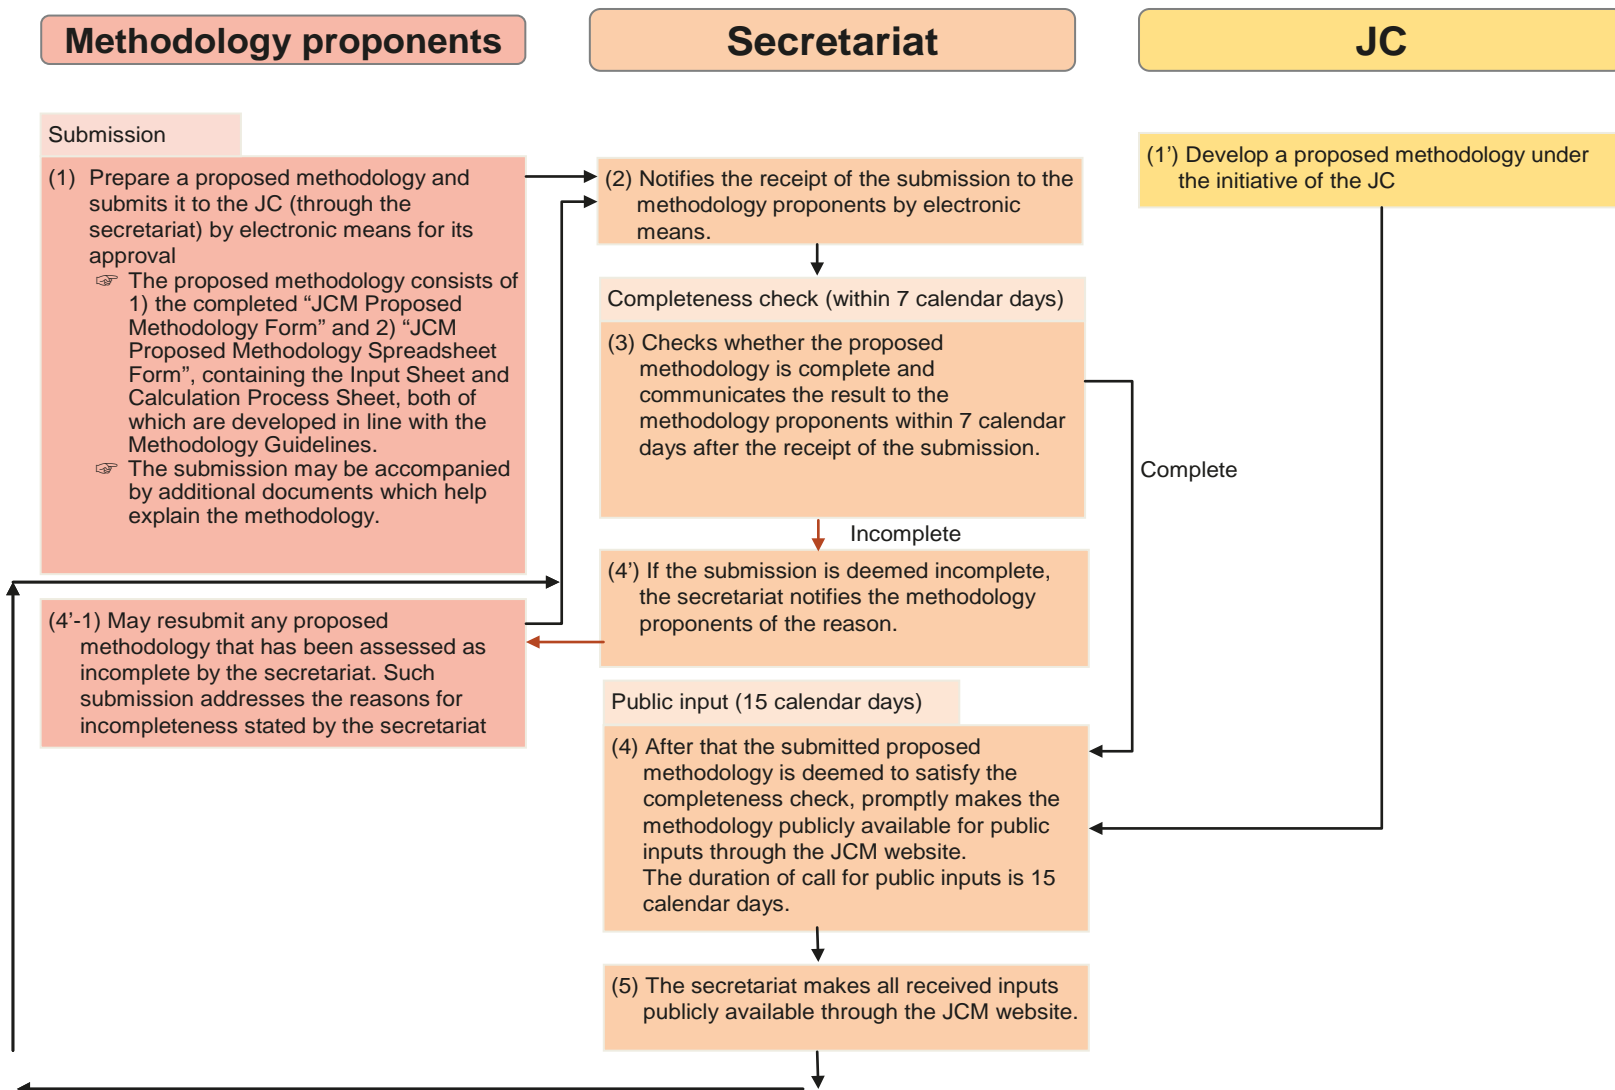 Methodology proponents
Secretariat
JC
Submission
(1) Prepare a proposed methodology and
submits it to the JC (through the
secretariat) by electronic means for its
approval
☞ The proposed methodology consists of
1) the completed “JCM Proposed
Methodology Form” and 2) “JCM
Proposed Methodology Spreadsheet
Form”, containing the Input Sheet and
Calculation Process Sheet, both of
which are developed in line with the
Methodology Guidelines.
☞ The submission may be accompanied
by additional documents which help
explain the methodology.
(4’-1) May resubmit any proposed
methodology that has been assessed as
incomplete by the secretariat. Such
submission addresses the reasons for
incompleteness stated by the secretariat
(2) Notifies the receipt of the submission to the
methodology proponents by electronic
means.
Completeness check (within 7 calendar days)
(3) Checks whether the proposed
methodology is complete and
communicates the result to the
methodology proponents within 7 calendar
days after the receipt of the submission.
Incomplete
Complete
(4’) If the submission is deemed incomplete,
the secretariat notifies the methodology
proponents of the reason.
Public input (15 calendar days)
(4) After that the submitted proposed
methodology is deemed to satisfy the
completeness check, promptly makes the
methodology publicly available for public
inputs through the JCM website.
The duration of call for public inputs is 15
calendar days.
(5) The secretariat makes all received inputs
publicly available through the JCM website.
(1’) Develop a proposed methodology under
the initiative of the JC